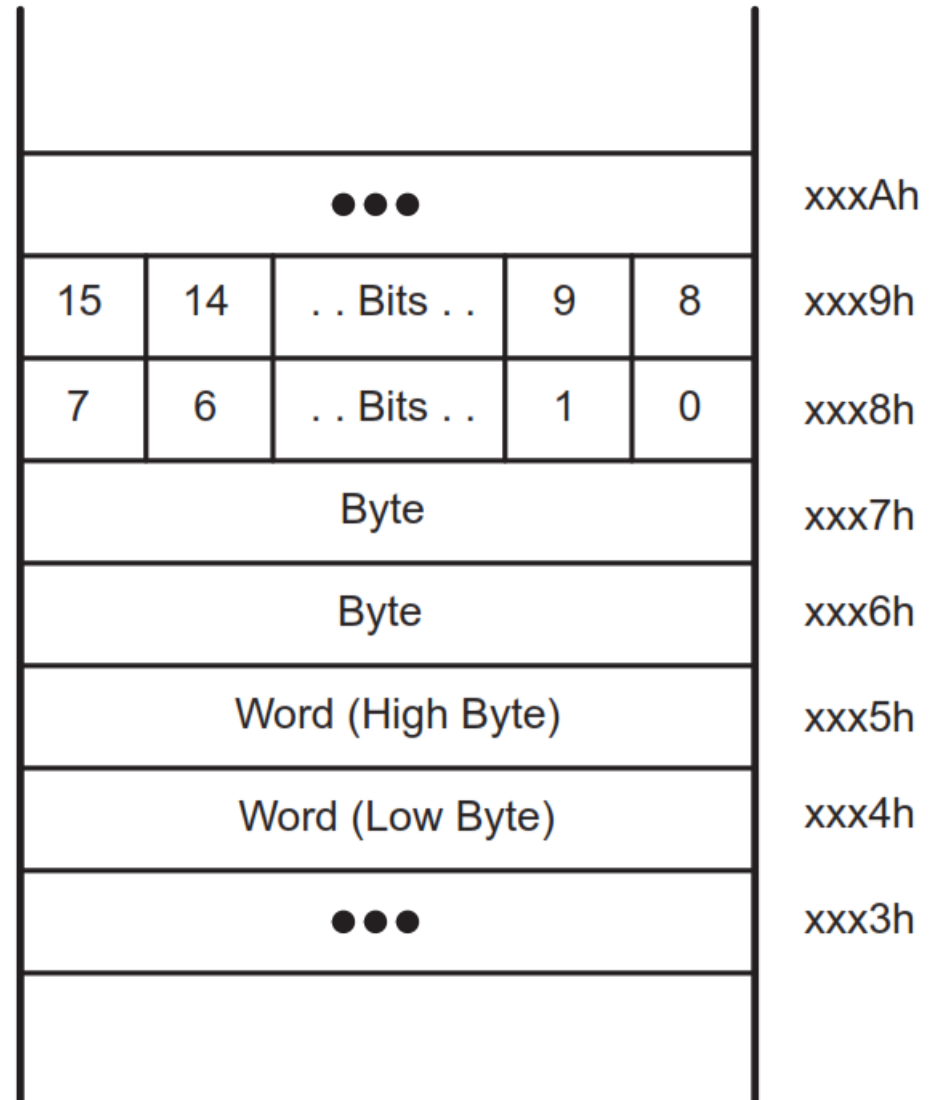 ●●● xxxAh
15 14 . . Bits . . 9 8 xxx9h
7 6 . . Bits . . 1 0 xxx8h
Byte xxx7h
Byte xxx6h
Word (High Byte) xxx5h
Word (Low Byte) xxx4h
●●● xxx3h